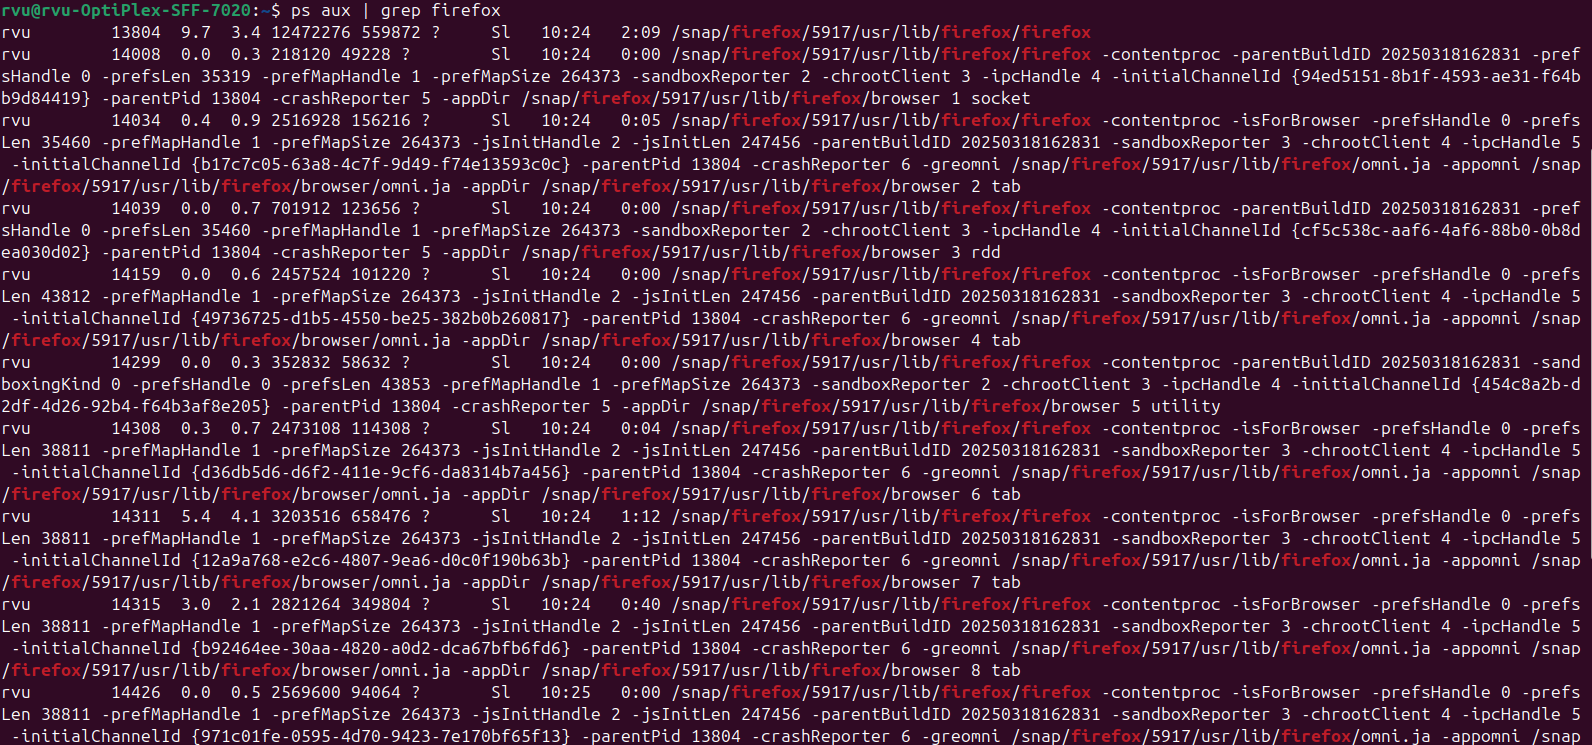 rvu@rvu-OptiPlex-SFF-7020:~$ ps aux | grep firefox
rvu        13804  9.7  3.4 12472276 559872 ?     Sl   10:24   2:09 /snap/firefox/5917/usr/lib/firefox/firefox
rvu        14008  0.0  0.3 218120 49228 ?        Sl   10:24   0:00 /snap/firefox/5917/usr/lib/firefox/firefox -contentproc -parentBuildID 20250318162831 -pref
sHandle 0 -prefsLen 35319 -prefMapHandle 1 -prefMapSize 264373 -sandboxReporter 2 -chrootClient 3 -ipcHandle 4 -initialChannelId {94ed5151-8b1f-4593-ae31-f64b
b9d84419} -parentPid 13804 -crashReporter 5 -appDir /snap/firefox/5917/usr/lib/firefox/browser 1 socket
rvu        14034  0.4  0.9 2516928 156216 ?      Sl   10:24   0:05 /snap/firefox/5917/usr/lib/firefox/firefox -contentproc -isForBrowser -prefsHandle 0 -prefs
Len 35460 -prefMapHandle 1 -prefMapSize 264373 -jsInitHandle 2 -jsInitLen 247456 -parentBuildID 20250318162831 -sandboxReporter 3 -chrootClient 4 -ipcHandle 5
 -initialChannelId {b17c7c05-63a8-4c7f-9d49-f74e13593c0c} -parentPid 13804 -crashReporter 6 -greomni /snap/firefox/5917/usr/lib/firefox/omni.ja -appomni /snap
/firefox/5917/usr/lib/firefox/browser/omni.ja -appDir /snap/firefox/5917/usr/lib/firefox/browser 2 tab
rvu        14039  0.0  0.7 701912 123656 ?       Sl   10:24   0:00 /snap/firefox/5917/usr/lib/firefox/firefox -contentproc -parentBuildID 20250318162831 -pref
sHandle 0 -prefsLen 35460 -prefMapHandle 1 -prefMapSize 264373 -sandboxReporter 2 -chrootClient 3 -ipcHandle 4 -initialChannelId {cf5c538c-aaf6-4af6-88b0-0b8d
ea030d02} -parentPid 13804 -crashReporter 5 -appDir /snap/firefox/5917/usr/lib/firefox/browser 3 rdd
rvu        14159  0.0  0.6 2457524 101220 ?      Sl   10:24   0:00 /snap/firefox/5917/usr/lib/firefox/firefox -contentproc -isForBrowser -prefsHandle 0 -prefs
Len 43812 -prefMapHandle 1 -prefMapSize 264373 -jsInitHandle 2 -jsInitLen 247456 -parentBuildID 20250318162831 -sandboxReporter 3 -chrootClient 4 -ipcHandle 5
 -initialChannelId {49736725-d1b5-4550-be25-382b0b260817} -parentPid 13804 -crashReporter 6 -greomni /snap/firefox/5917/usr/lib/firefox/omni.ja -appomni /snap
/firefox/5917/usr/lib/firefox/browser/omni.ja -appDir /snap/firefox/5917/usr/lib/firefox/browser 4 tab
rvu        14299  0.0  0.3 352832 58632 ?        Sl   10:24   0:00 /snap/firefox/5917/usr/lib/firefox/firefox -contentproc -parentBuildID 20250318162831 -sand
boxingKind 0 -prefsHandle 0 -prefsLen 43853 -prefMapHandle 1 -prefMapSize 264373 -sandboxReporter 2 -chrootClient 3 -ipcHandle 4 -initialChannelId {454c8a2b-d
2df-4d26-92b4-f64b3af8e205} -parentPid 13804 -crashReporter 5 -appDir /snap/firefox/5917/usr/lib/firefox/browser 5 utility
rvu        14308  0.3  0.7 2473108 114308 ?      Sl   10:24   0:04 /snap/firefox/5917/usr/lib/firefox/firefox -contentproc -isForBrowser -prefsHandle 0 -prefs
Len 38811 -prefMapHandle 1 -prefMapSize 264373 -jsInitHandle 2 -jsInitLen 247456 -parentBuildID 20250318162831 -sandboxReporter 3 -chrootClient 4 -ipcHandle 5
 -initialChannelId {d36db5d6-d6f2-411e-9cf6-da8314b7a456} -parentPid 13804 -crashReporter 6 -greomni /snap/firefox/5917/usr/lib/firefox/omni.ja -appomni /snap
/firefox/5917/usr/lib/firefox/browser/omni.ja -appDir /snap/firefox/5917/usr/lib/firefox/browser 6 tab
rvu        14311  5.4  4.1 3203516 658476 ?      Sl   10:24   1:12 /snap/firefox/5917/usr/lib/firefox/firefox -contentproc -isForBrowser -prefsHandle 0 -prefs
Len 38811 -prefMapHandle 1 -prefMapSize 264373 -jsInitHandle 2 -jsInitLen 247456 -parentBuildID 20250318162831 -sandboxReporter 3 -chrootClient 4 -ipcHandle 5
 -initialChannelId {12a9a768-e2c6-4807-9ea6-d0c0f190b63b} -parentPid 13804 -crashReporter 6 -greomni /snap/firefox/5917/usr/lib/firefox/omni.ja -appomni /snap
/firefox/5917/usr/lib/firefox/browser/omni.ja -appDir /snap/firefox/5917/usr/lib/firefox/browser 7 tab
rvu        14315  3.0  2.1 2821264 349804 ?      Sl   10:24   0:40 /snap/firefox/5917/usr/lib/firefox/firefox -contentproc -isForBrowser -prefsHandle 0 -prefs
Len 38811 -prefMapHandle 1 -prefMapSize 264373 -jsInitHandle 2 -jsInitLen 247456 -parentBuildID 20250318162831 -sandboxReporter 3 -chrootClient 4 -ipcHandle 5
 -initialChannelId {b92464ee-30aa-4820-a0d2-dca67bfb6fd6} -parentPid 13804 -crashReporter 6 -greomni /snap/firefox/5917/usr/lib/firefox/omni.ja -appomni /snap
/firefox/5917/usr/lib/firefox/browser/omni.ja -appDir /snap/firefox/5917/usr/lib/firefox/browser 8 tab
rvu        14426  0.0  0.5 2569600 94064 ?       Sl   10:25   0:00 /snap/firefox/5917/usr/lib/firefox/firefox -contentproc -isForBrowser -prefsHandle 0 -prefs
Len 38811 -prefMapHandle 1 -prefMapSize 264373 -jsInitHandle 2 -jsInitLen 247456 -parentBuildID 20250318162831 -sandboxReporter 3 -chrootClient 4 -ipcHandle 5
 -initialChannelId {971c01fe-0595-4d70-9423-7e170bf65f13} -parentPid 13804 -crashReporter 6 -greomni /snap/firefox/5917/usr/lib/firefox/omni.ja -appomni /snap